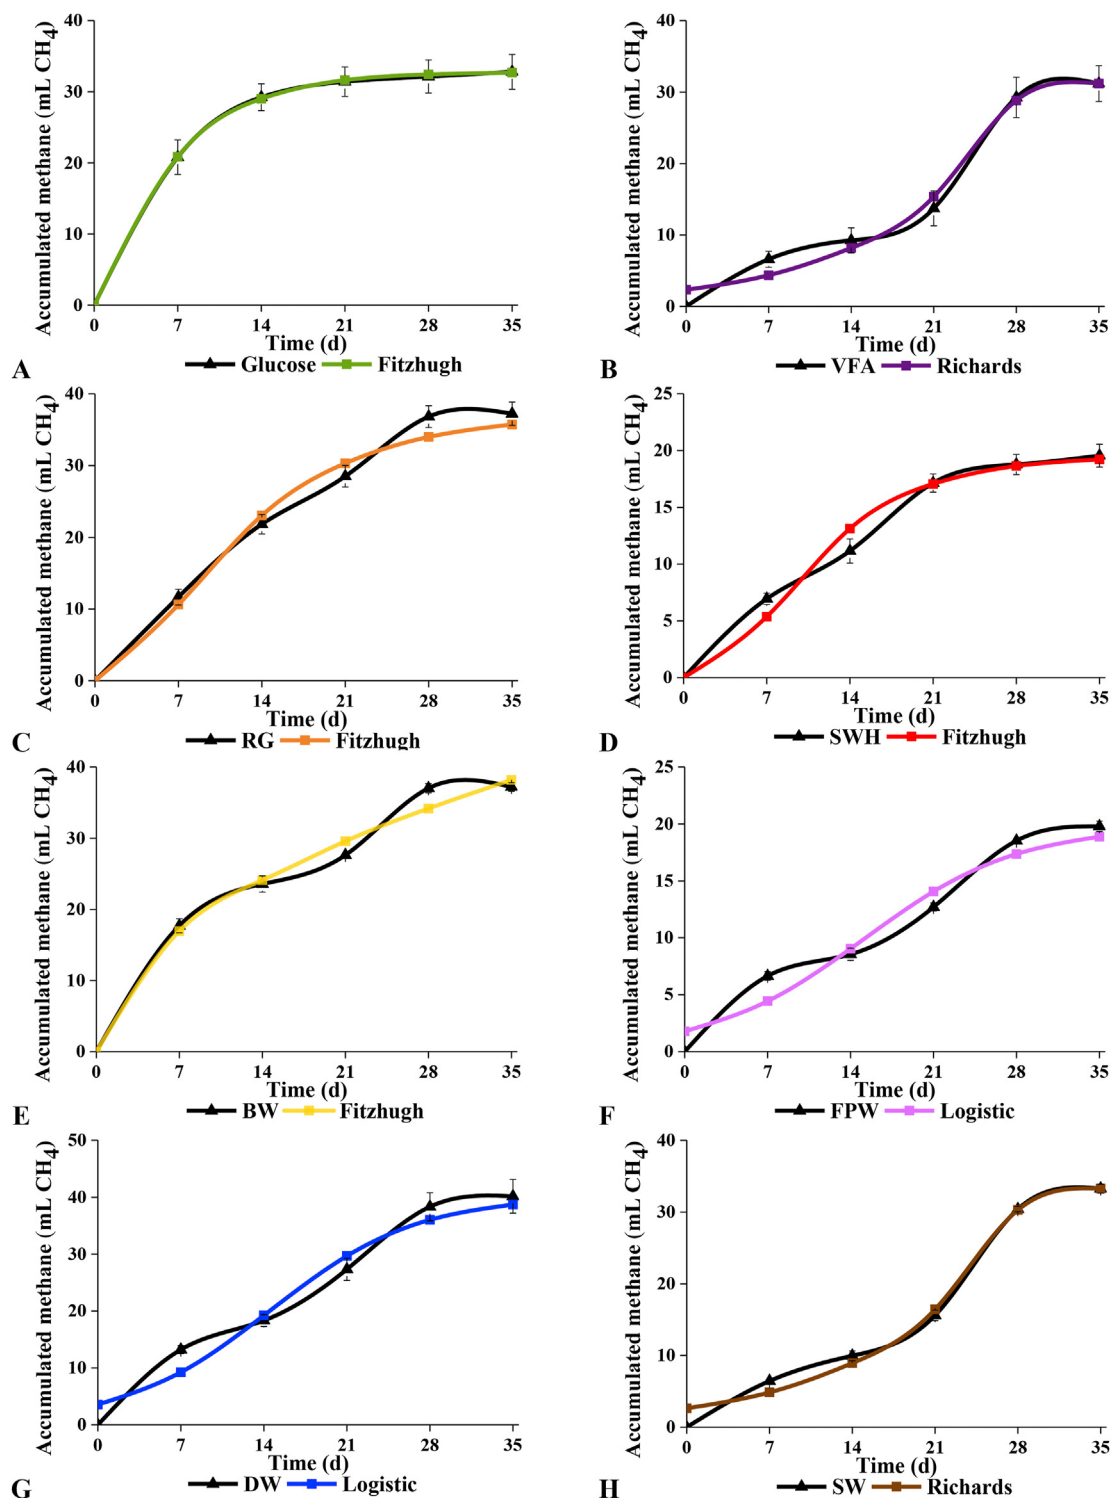 Accumulated methane (mL CH4)
40
30
20
10
0
0 7 14 21 28 35
Time (d)
A
Glucose Fitzhugh
Accumulated methane (mL CH4)
40
30
20
10
0
0 7 14 21 28 35
Time (d)
B
VFA Richards
Accumulated methane (mL CH4)
40
30
20
10
0
0 7 14 21 28 35
Time (d)
C
RG Fitzhugh
Accumulated methane (mL CH4)
25
20
15
10
5
0
0 7 14 21 28 35
Time (d)
D
SWH Fitzhugh
Accumulated methane (mL CH4)
40
30
20
10
0
0 7 14 21 28 35
Time (d)
E
BW Fitzhugh
Accumulated methane (mL CH4)
25
20
15
10
5
0
0 7 14 21 28 35
Time (d)
F
FPW Logistic
Accumulated methane (mL CH4)
50
40
30
20
10
0
0 7 14 21 28 35
Time (d)
G
DW Logistic
Accumulated methane (mL CH4)
40
30
20
10
0
0 7 14 21 28 35
Time (d)
H
SW Richards